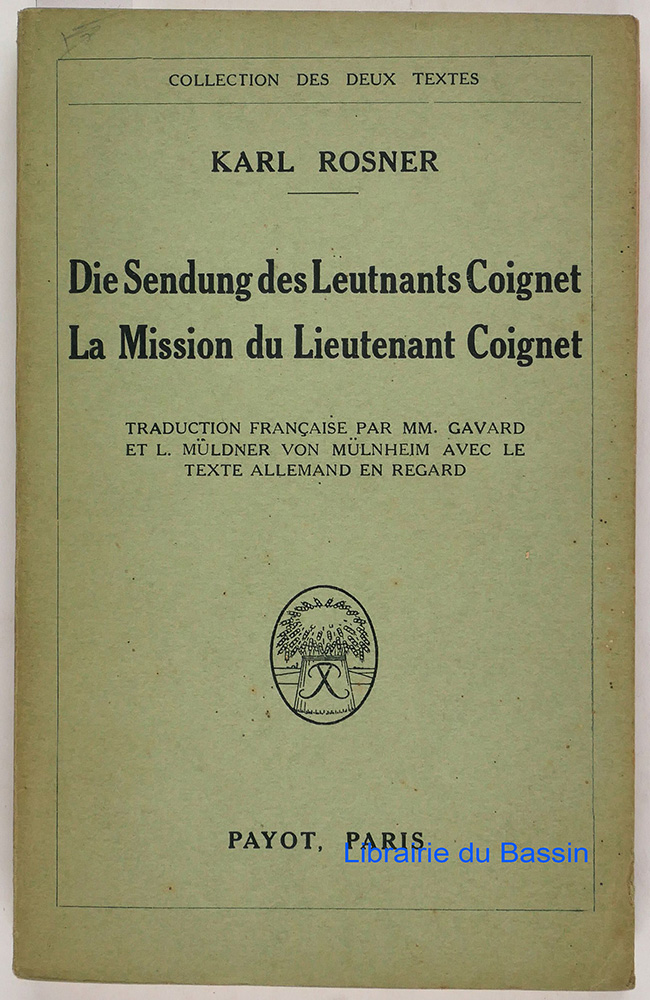 COLLECTION DES DEUX TEXTES
KARL ROSNER
Die Sendung des Leutnants Coignet
La Mission du Lieutenant Coignet
TRADUCTION FRANÇAISE PAR MM. GAVARD
ET L. MÜLDNER VON MÜLNHEIM AVEC LE
TEXTE ALLEMAND EN REGARD
PAYOT, PARIS
Librairie du Bassin